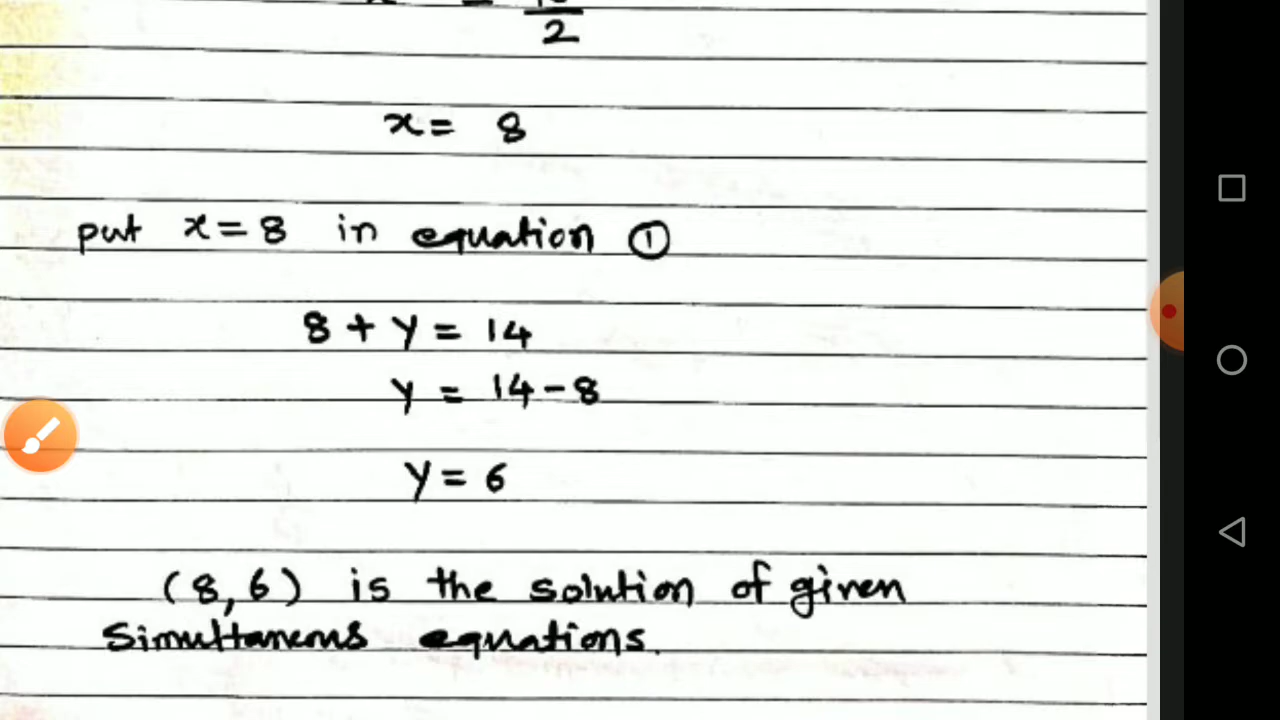 2
x = 8
put x = 8 in equation ①
8 + y = 14
y = 14 - 8
y = 6
(8, 6) is the solution of given
Simultaneous equations.